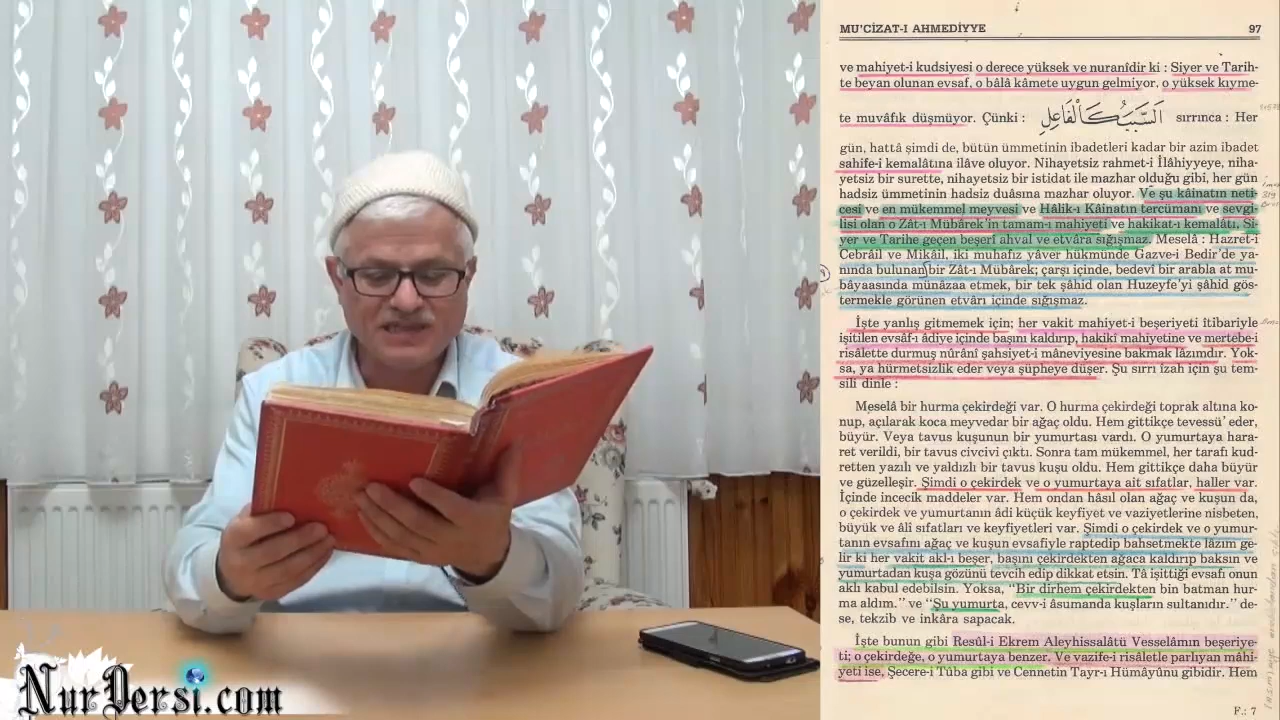 MU'CİZAT-I AHMEDİYYE 97
ve mahiyet-i kudsiyesi o derece yüksek ve nuranîdir ki : Siyer ve Tarih-
te beyan olunan evsaf, o bâlâ kâmete uygun gelmiyor, o yüksek kıyme-
te muvâfık düşmüyor. Çünki : اَلسَّبَبُ كَالْفَاعِلِ sırrınca : Her
gün, hattâ şimdi de, bütün ümmetinin ibadetleri kadar bir azim ibadet
sahife-i kemalâtına ilâve oluyor. Nihayetsiz rahmet-i İlâhiyyeye, niha-
yetsiz bir surette, nihayetsiz bir istidat ile mazhar olduğu gibi, her gün
hadsiz ümmetinin hadsiz duâsına mazhar oluyor. Ve şu kâinatın neti-
cesi ve en mükemmel meyvesi ve Hâlik-ı Kâinatın tercümanı ve sevgi-
lisi olan o Zât-ı Mübârek'in tamam-ı mahiyeti ve hakikat-ı kemalâtı, Si-
yer ve Tarihe geçen beşerî ahval ve etvâra sığışmaz. Meselâ : Hazret-i
Cebrâil ve Mikâil, iki muhafız yâver hükmünde Gazve-i Bedir'de ya-
nında bulunan bir Zât-ı Mübârek; çarşı içinde, bedevî bir arabla at mu-
bâyaasında münâzaa etmek, bir tek şâhid olan Huzeyfe'yi şâhid gös-
termekle görünen etvârı içinde sığışmaz.
İşte yanlış gitmemek için; her vakit mahiyet-i beşeriyeti îtibariyle
işitilen evsâf-ı âdiye içinde başını kaldırıp, hakikî mahiyetine ve mertebe-i
risâlette durmuş nûrânî şahsiyet-i mâneviyesine bakmak lâzımdır. Yok-
sa, ya hürmetsizlik eder veya şüpheye düşer. Şu sırrı izah için şu tem-
sili dinle :
Meselâ bir hurma çekirdeği var. O hurma çekirdeği toprak altına ko-
nup, açılarak koca meyvedar bir ağaç oldu. Hem gittikçe tevessü' eder,
büyür. Veya tavus kuşunun bir yumurtası vardı. O yumurtaya hara-
ret verildi, bir tavus civcivi çıktı. Sonra tam mükemmel, her tarafı kud-
retten yazılı ve yaldızlı bir tavus kuşu oldu. Hem gittikçe daha büyür
ve güzelleşir. Şimdi o çekirdek ve o yumurtaya ait sıfatlar, haller var.
İçinde incecik maddeler var. Hem ondan hâsıl olan ağaç ve kuşun da,
o çekirdek ve yumurtanın âdi küçük keyfiyet ve vaziyetlerine nisbeten,
büyük ve âli sıfatları ve keyfiyetleri var. Şimdi o çekirdek ve o yumur-
tanın evsafını ağaç ve kuşun evsafiyle raptedip bahsetmekte lâzım ge-
lir ki her vakit akl-ı beşer, başını çekirdekten ağaca kaldırıp baksın ve
yumurtadan kuşa gözünü tevcih edip dikkat etsin. Tâ işittiği evsafı onun
aklı kabul edebilsin. Yoksa, "Bir dirhem çekirdekten bin batman hur-
ma aldım." ve "Şu yumurta, cevv-i âsumanda kuşların sultanıdır." de-
se, tekzib ve inkâra sapacak.
İşte bunun gibi Resûl-i Ekrem Aleyhissalâtü Vesselâmın beşeriye-
ti; o çekirdeğe, o yumurtaya benzer. Ve vazife-i risâletle parlıyan mâhi-
yeti ise, Şecere-i Tûba gibi ve Cennetin Tayr-ı Hümâyûnu gibidir. Hem
F.: 7
NurDersi.com